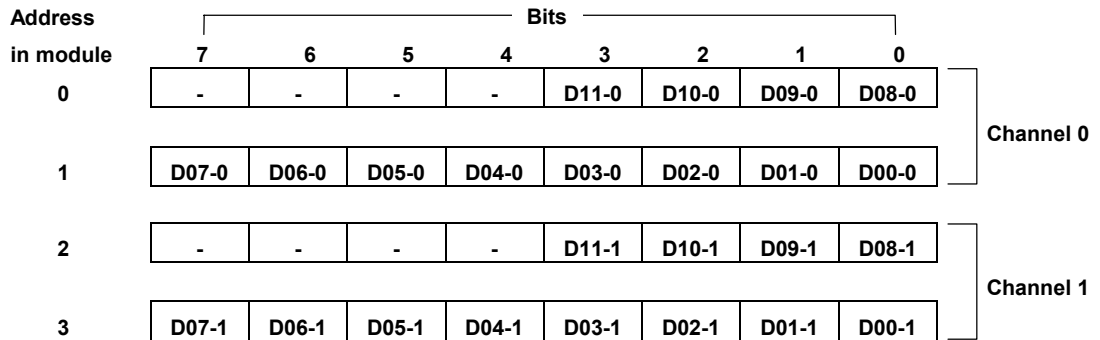 Address Bits
in module 7 6 5 4 3 2 1 0
0 - - - - D11-0 D10-0 D09-0 D08-0
Channel 0
1 D07-0 D06-0 D05-0 D04-0 D03-0 D02-0 D01-0 D00-0
2 - - - - D11-1 D10-1 D09-1 D08-1
Channel 1
3 D07-1 D06-1 D05-1 D04-1 D03-1 D02-1 D01-1 D00-1